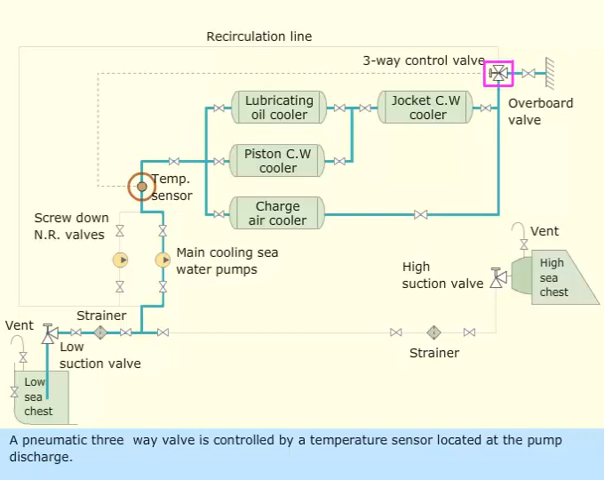 Recirculation line
3-way control valve
Lubricating
oil cooler
Jocket C.W
cooler
Overboard
valve
Piston C.W
cooler
Temp.
sensor
Charge
air cooler
Screw down
N.R. valves
Main cooling sea
water pumps
Vent
High
suction valve
High
sea
chest
Strainer
Vent
Low
suction valve
Strainer
Low
sea
chest
A pneumatic three way valve is controlled by a temperature sensor located at the pump
discharge.